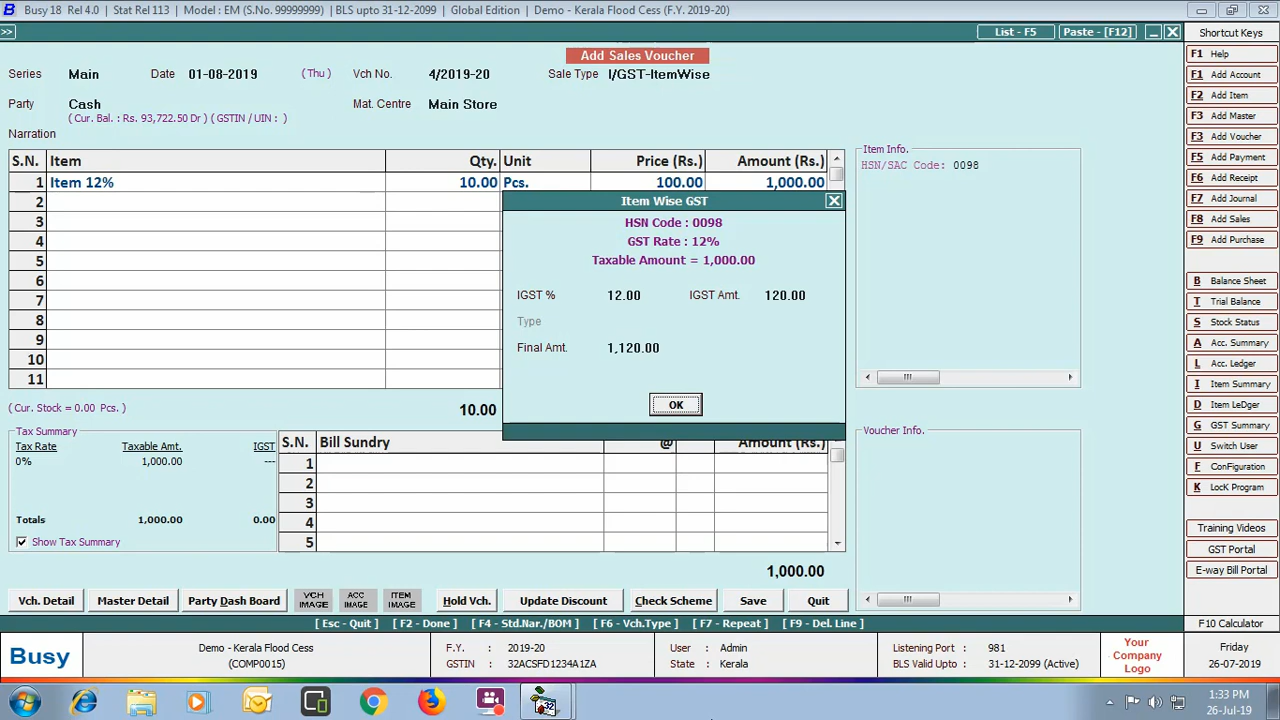 Busy 18 Rel 4.0 | Stat Rel 113 | Model : EM (S.No. 99999999) | BLS upto 31-12-2099 | Global Edition | Demo - Kerala Flood Cess (F.Y. 2019-20)
>> List - F5 Paste - [F12]
Add Sales Voucher
Series Main Date 01-08-2019 (Thu) Vch No. 4/2019-20 Sale Type I/GST-ItemWise
Party Cash Mat. Centre Main Store
(Cur. Bal. : Rs. 93,722.50 Dr) (GSTIN / UIN : )
Narration
S.N. Item Qty. Unit Price (Rs.) Amount (Rs.)
1 Item 12% 10.00 Pcs. 100.00 1,000.00
2
3
4
5
6
7
8
9
10
11
Item Wise GST
HSN Code : 0098
GST Rate : 12%
Taxable Amount = 1,000.00
IGST % 12.00 IGST Amt. 120.00
Type
Final Amt. 1,120.00
OK
Item Info.
HSN/SAC Code: 0098
(Cur. Stock = 0.00 Pcs. ) 10.00
Tax Summary
Tax Rate Taxable Amt. IGST
0% 1,000.00 ---
Totals 1,000.00 0.00
Show Tax Summary
S.N. Bill Sundry @ Amount (Rs.)
1
2
3
4
5
1,000.00
Voucher Info.
Vch. Detail Master Detail Party Dash Board VCH IMAGE ACC IMAGE ITEM IMAGE Hold Vch. Update Discount Check Scheme Save Quit
[ Esc - Quit ] [ F2 - Done ] [ F4 - Std.Nar./BOM ] [ F6 - Vch.Type ] [ F7 - Repeat ] [ F9 - Del. Line ]
Shortcut Keys
F1 Help
F1 Add Account
F2 Add Item
F3 Add Master
F3 Add Voucher
F5 Add Payment
F6 Add Receipt
F7 Add Journal
F8 Add Sales
F9 Add Purchase
B Balance Sheet
T Trial Balance
S Stock Status
A Acc. Summary
L Acc. Ledger
I Item Summary
D Item LeDger
G GST Summary
U Switch User
F ConFiguration
K LocK Program
Training Videos
GST Portal
E-way Bill Portal
F10 Calculator
Busy
Demo - Kerala Flood Cess
(COMP0015)
F.Y. : 2019-20
GSTIN : 32ACSFD1234A1ZA
User : Admin
State : Kerala
Listening Port : 981
BLS Valid Upto : 31-12-2099 (Active)
Your
Company
Logo
Friday
26-07-2019
32
1:33 PM
26-Jul-19